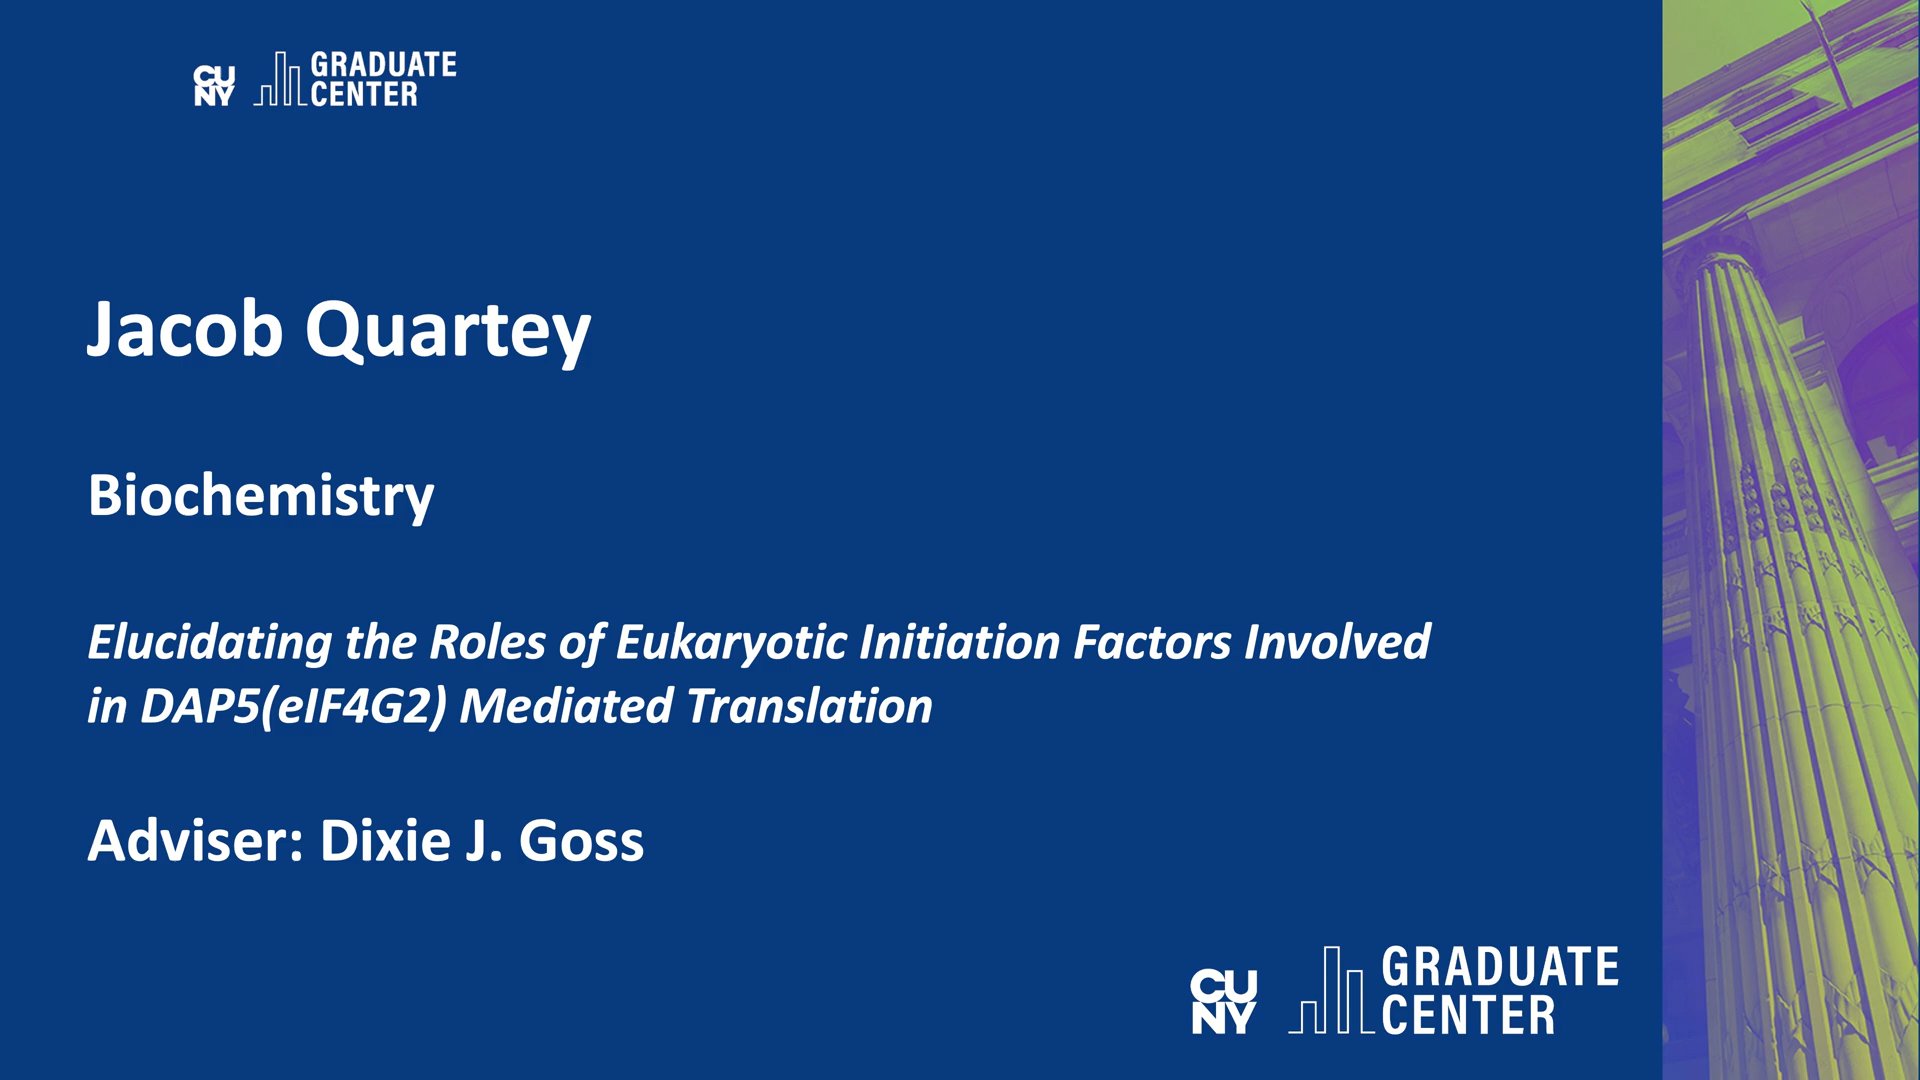 CU
NY
GRADUATE
CENTER
Jacob Quartey
Biochemistry
Elucidating the Roles of Eukaryotic Initiation Factors Involved
in DAP5(eIF4G2) Mediated Translation
Adviser: Dixie J. Goss
CU
NY
GRADUATE
CENTER